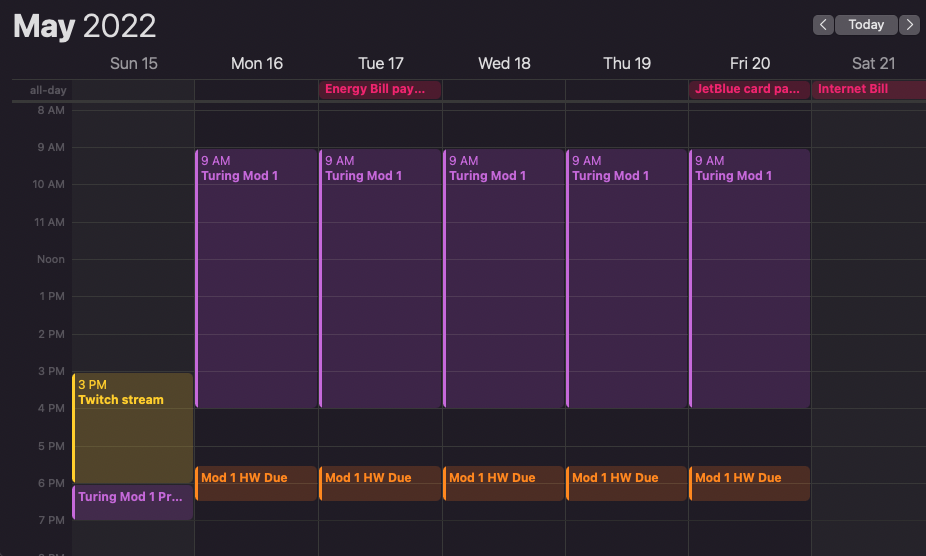 May 2022
Today
Sun 15 Mon 16 Tue 17 Wed 18 Thu 19 Fri 20 Sat 21
all-day Energy Bill pay... JetBlue card pa... Internet Bill
8 AM
9 AM
9 AM 9 AM 9 AM 9 AM 9 AM
Turing Mod 1 Turing Mod 1 Turing Mod 1 Turing Mod 1 Turing Mod 1
10 AM
11 AM
Noon
1 PM
2 PM
3 PM
3 PM
Twitch stream
4 PM
5 PM
Mod 1 HW Due Mod 1 HW Due Mod 1 HW Due Mod 1 HW Due Mod 1 HW Due
6 PM
Turing Mod 1 Pr...
7 PM